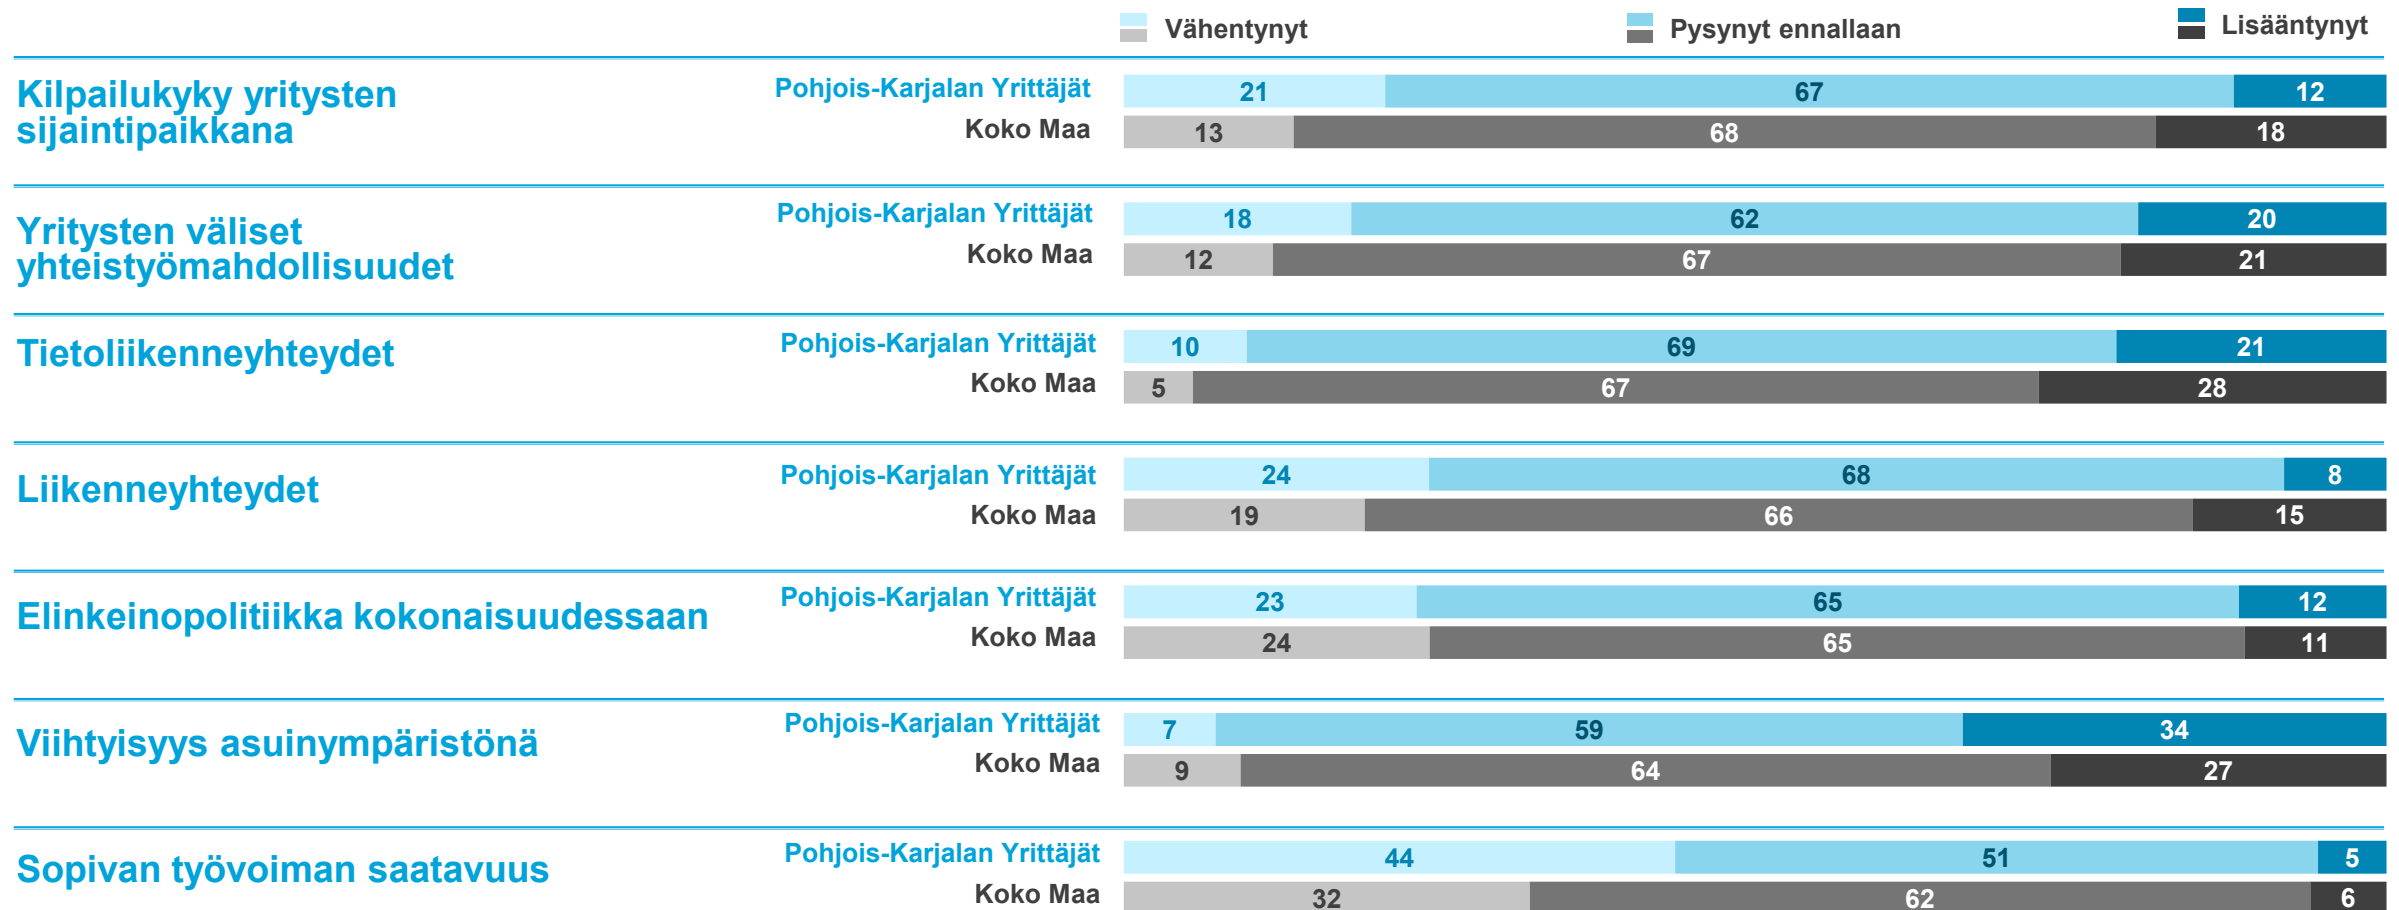 Vähentynyt Pysynyt ennallaan Lisääntynyt
Kilpailukyky yritysten
sijaintipaikkana
Pohjois-Karjalan Yrittäjät 21 67 12
Koko Maa 13 68 18
Yritysten väliset
yhteistyömahdollisuudet
Pohjois-Karjalan Yrittäjät 18 62 20
Koko Maa 12 67 21
Tietoliikenneyhteydet
Pohjois-Karjalan Yrittäjät 10 69 21
Koko Maa 5 67 28
Liikenneyhteydet
Pohjois-Karjalan Yrittäjät 24 68 8
Koko Maa 19 66 15
Elinkeinopolitiikka kokonaisuudessaan
Pohjois-Karjalan Yrittäjät 23 65 12
Koko Maa 24 65 11
Viihtyisyys asuinympäristönä
Pohjois-Karjalan Yrittäjät 7 59 34
Koko Maa 9 64 27
Sopivan työvoiman saatavuus
Pohjois-Karjalan Yrittäjät 44 51 5
Koko Maa 32 62 6